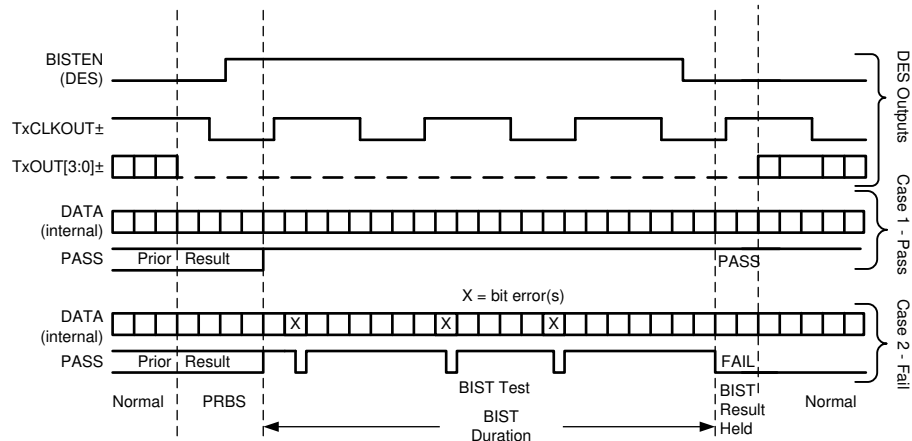 BISTEN
(DES)
TxCLKOUT±
TxOUT[3:0]±
DES Outputs
DATA
(internal)
PASS
Prior
Result
PASS
Case 1 - Pass
X = bit error(s)
DATA
(internal)
X
X
X
PASS
Prior
Result
FAIL
Case 2 - Fail
Normal
PRBS
BIST Test
BIST
Duration
BIST
Result
Held
Normal